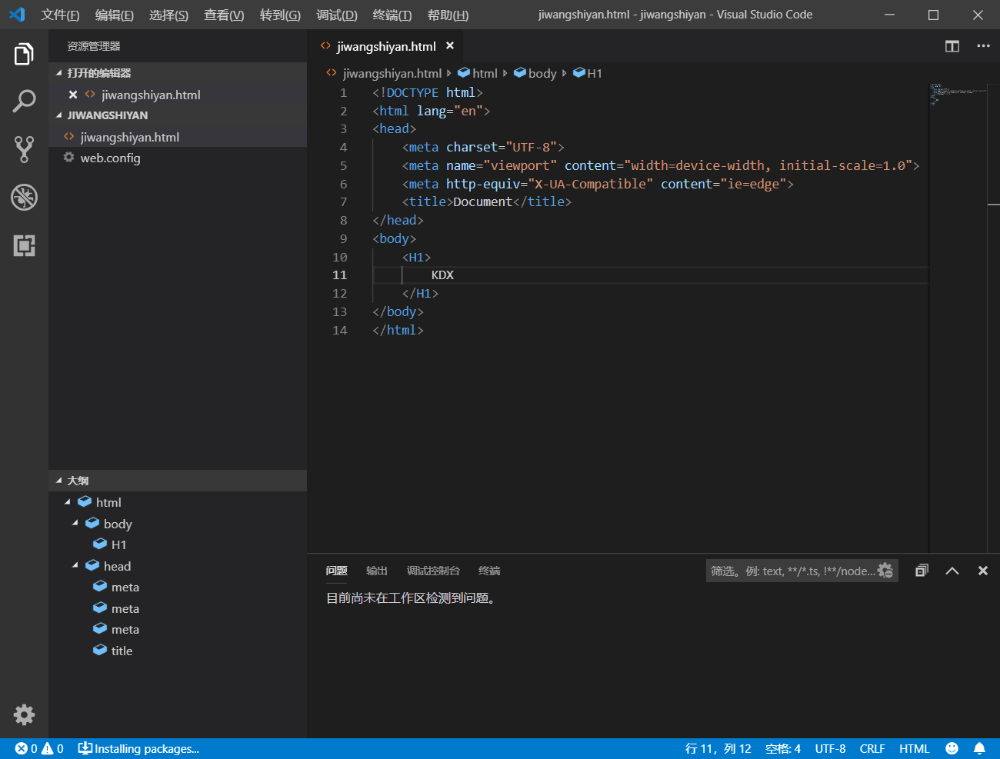 文件(F) 编辑(E) 选择(S) 查看(V) 转到(G) 调试(D) 终端(T) 帮助(H) jiwangshiyan.html - jiwangshiyan - Visual Studio Code
资源管理器
打开的编辑器
jiwangshiyan.html
JIWANGSHIYAN
jiwangshiyan.html
web.config
大纲
html
body
H1
head
meta
meta
meta
title
jiwangshiyan.html
jiwangshiyan.html html body H1
1 <!DOCTYPE html>
2 <html lang="en">
3 <head>
4 <meta charset="UTF-8">
5 <meta name="viewport" content="width=device-width, initial-scale=1.0">
6 <meta http-equiv="X-UA-Compatible" content="ie=edge">
7 <title>Document</title>
8 </head>
9 <body>
10 <H1>
11 KDX
12 </H1>
13 </body>
14 </html>
问题 输出 调试控制台 终端 筛选。例: text, **/*.ts, !**/node...
目前尚未在工作区检测到问题。
0 0 Installing packages... 行 11，列 12 空格: 4 UTF-8 CRLF HTML